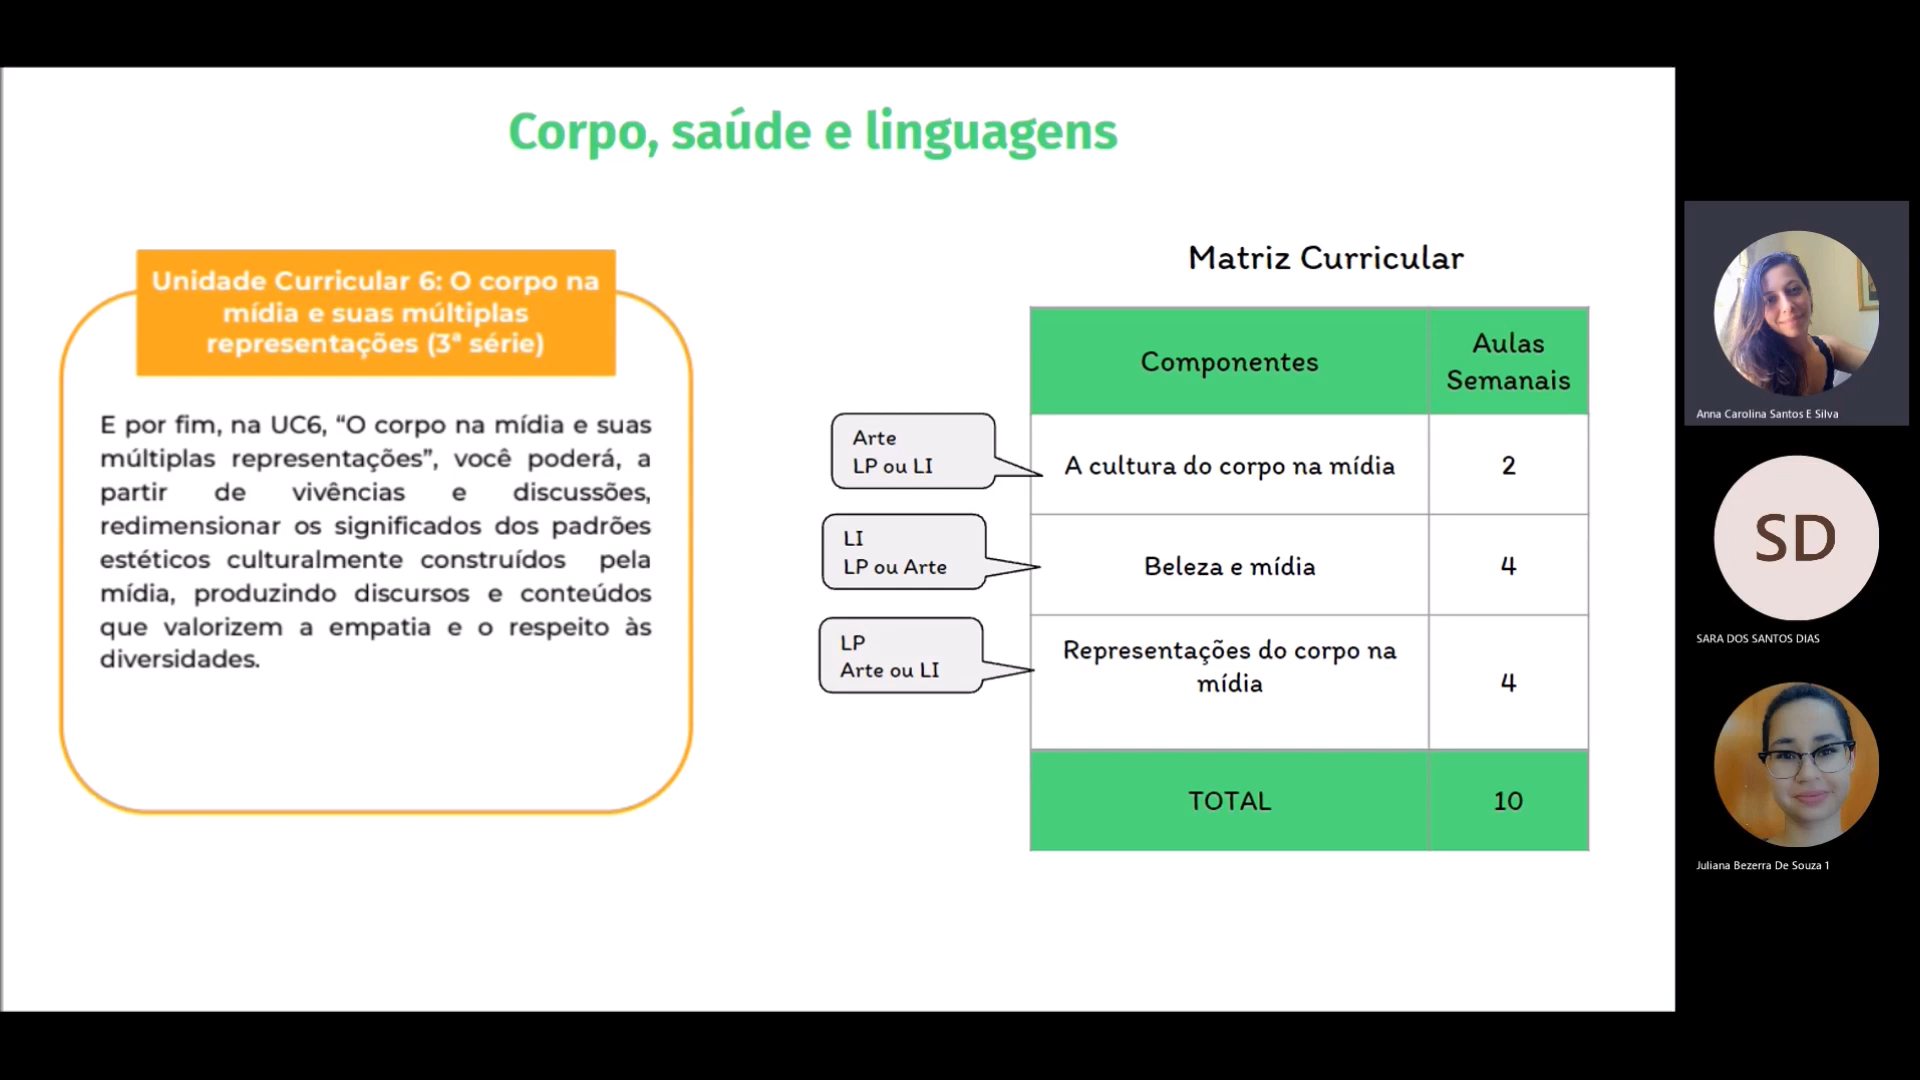 Corpo, saúde e linguagens
Unidade Curricular 6: O corpo na
mídia e suas múltiplas
representações (3ª série)
E por fim, na UC6, “O corpo na mídia e suas
múltiplas representações”, você poderá, a
partir de vivências e discussões,
redimensionar os significados dos padrões
estéticos culturalmente construídos pela
mídia, produzindo discursos e conteúdos
que valorizem a empatia e o respeito às
diversidades.
Matriz Curricular
Componentes
Aulas
Semanais
Arte
LP ou LI
A cultura do corpo na mídia
2
LI
LP ou Arte
Beleza e mídia
4
LP
Arte ou LI
Representações do corpo na
mídia
4
TOTAL
10
Anna Carolina Santos E Silva
SD
SARA DOS SANTOS DIAS
Juliana Bezerra De Souza 1